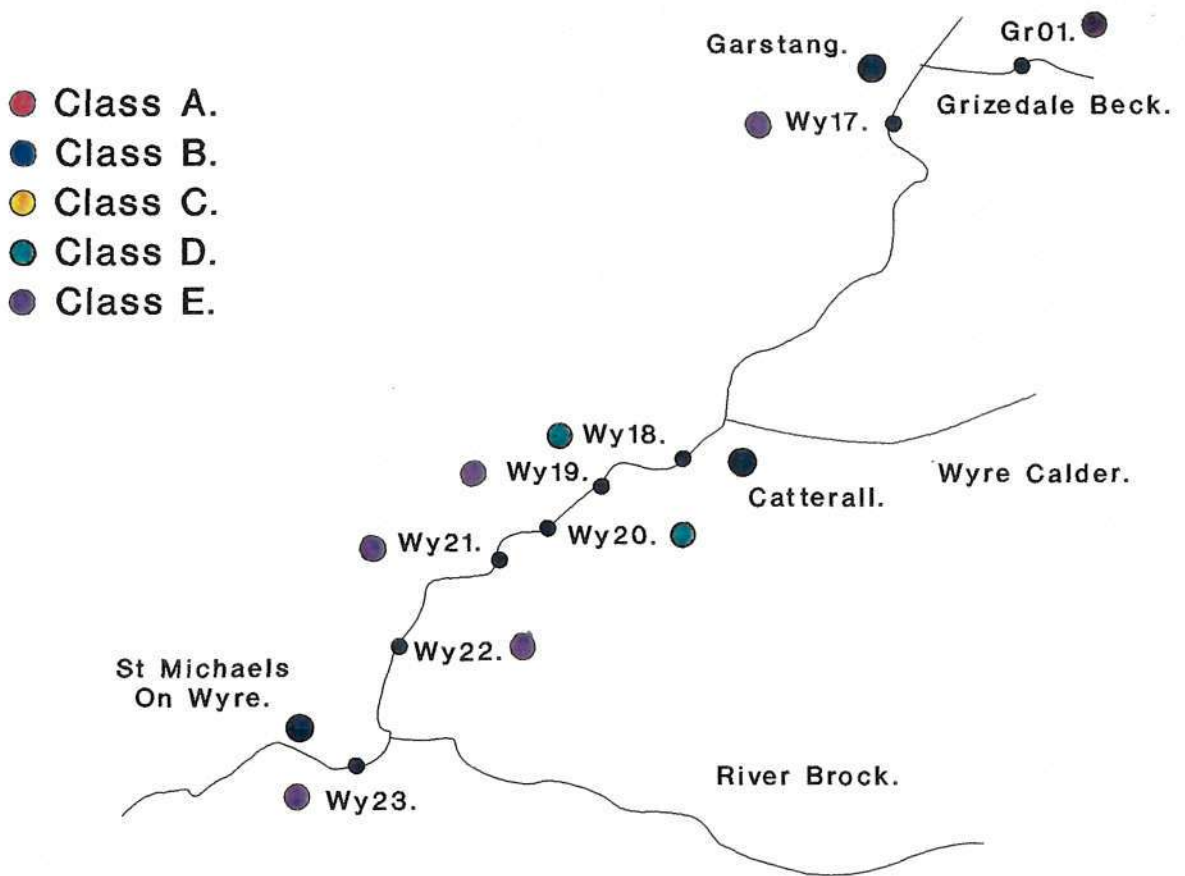 Class A.
Class B.
Class C.
Class D.
Class E.
Garstang.
Gr01.
Grizedale Beck.
Wy17.
Wy18.
Wy19.
Catterall.
Wyre Calder.
Wy20.
Wy21.
Wy22.
St Michaels
On Wyre.
Wy23.
River Brock.